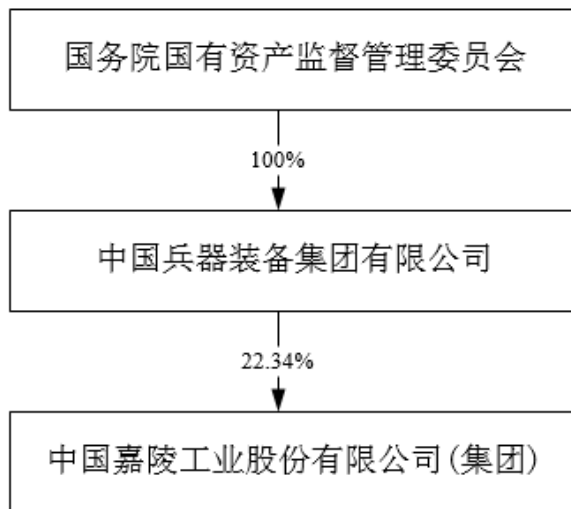 国务院国有资产监督管理委员会
100%
中国兵器装备集团有限公司
22.34%
中国嘉陵工业股份有限公司(集团)